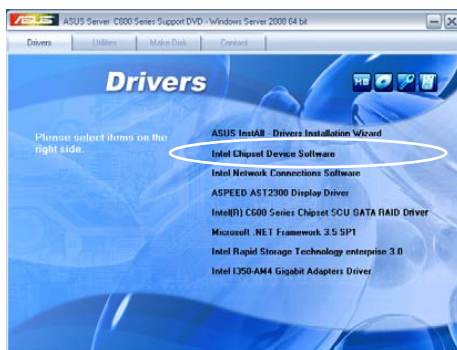 ASUS Server C600 Series Support DVD - Windows Server 2008 64 bit
Drivers Utilities Make Disk Contact
Drivers
Please select items on the
right side.
ASUS InstAll - Drivers Installation Wizard
Intel Chipset Device Software
Intel Network Connections Software
ASPEED AST2300 Display Driver
Intel(R) C600 Series Chipset SCU SATA RAID Driver
Microsoft .NET Framework 3.5 SP1
Intel Rapid Storage Technology enterprise 3.0
Intel I350-AM4 Gigabit Adapters Driver